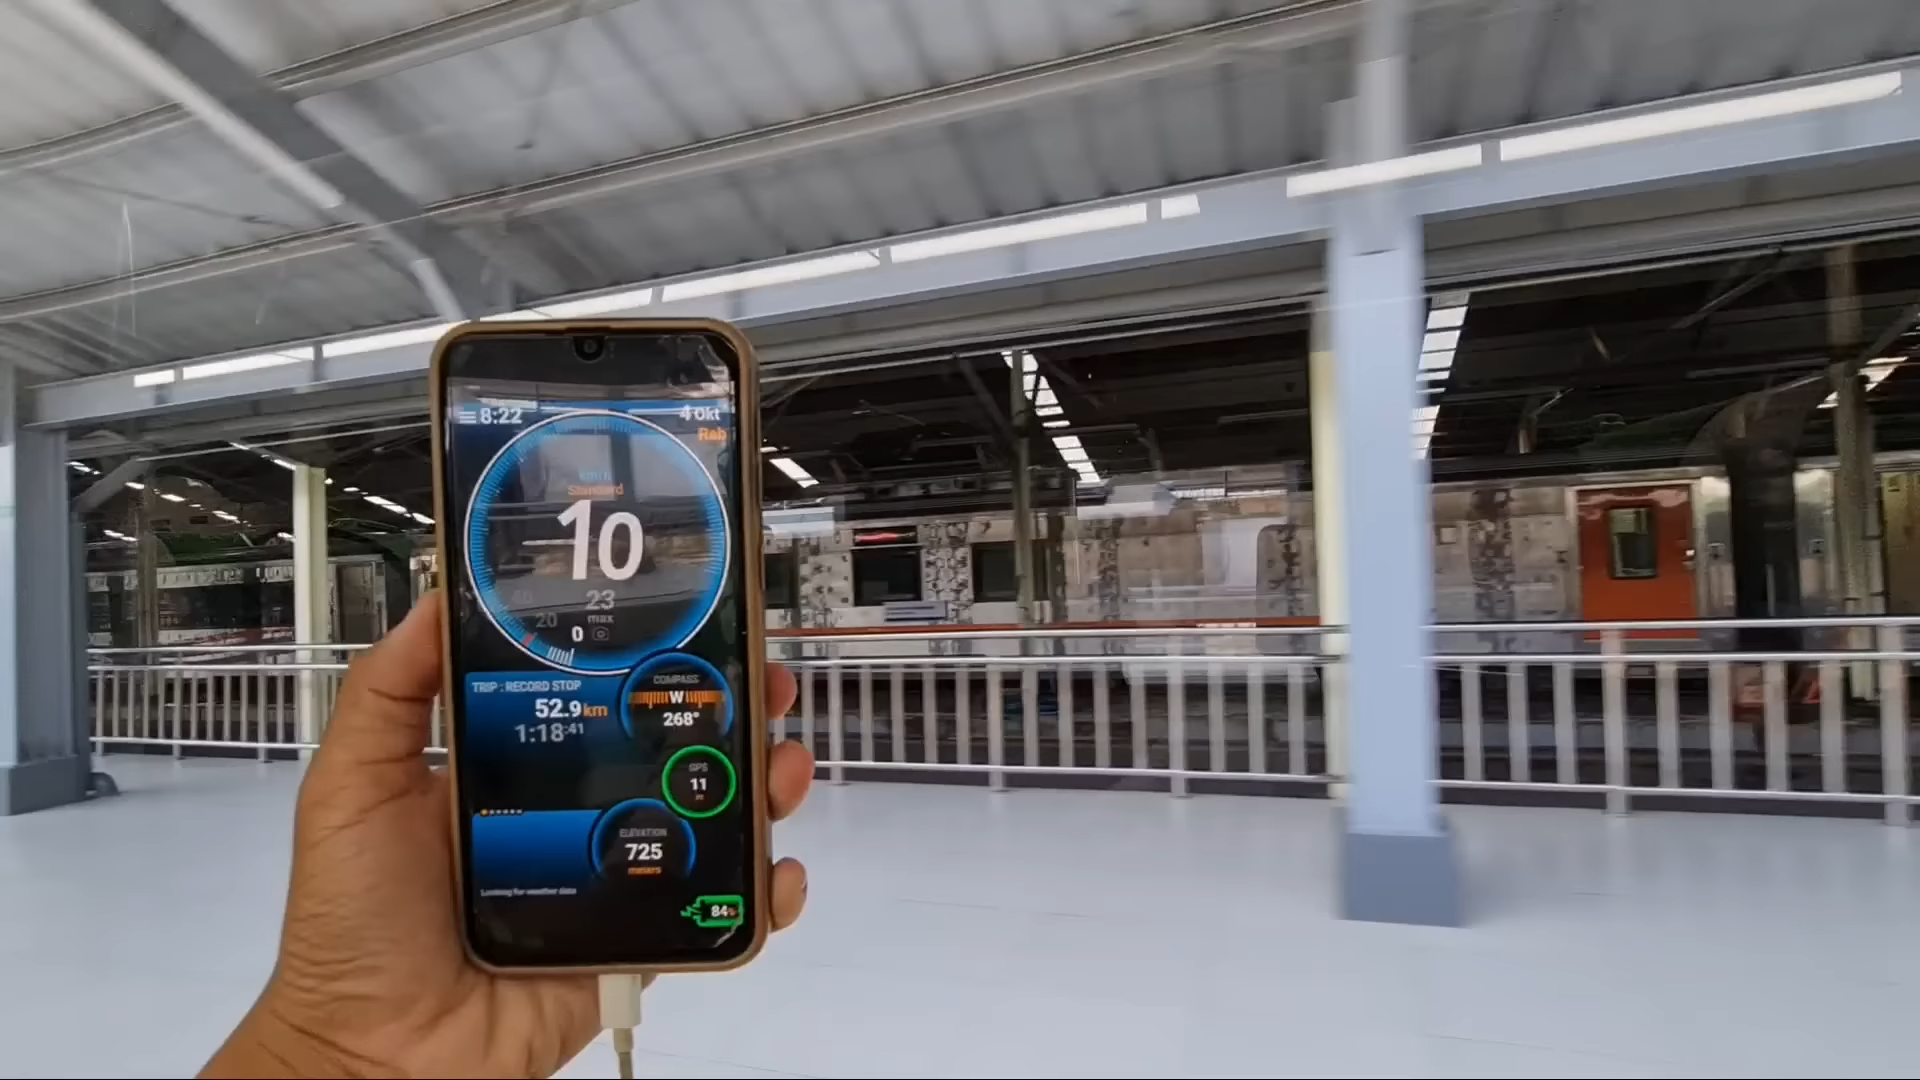 8:22
4 Okt
Rab
km/h
Standard
10
23
max
20
0
TRIP : RECORD STOP
52.9km
1:18:41
COMPASS
W
268°
GPS
11
m
ELEVATION
725
meters
Looking for weather data
84%